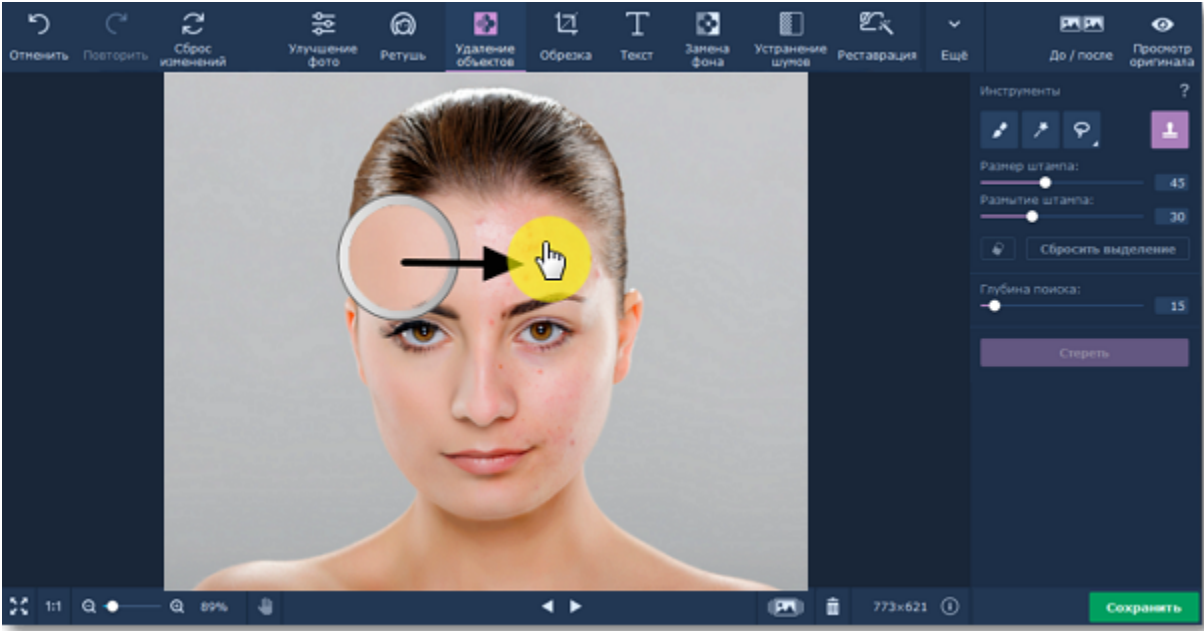 Отменить
Повторить
Сброс
изменений
Улучшение
фото
Ретушь
Удаление
объектов
Обрезка
Текст
Замена
фона
Устранение
шумов
Реставрация
Ещё
До / после
Просмотр
оригинала
Инструменты
?
Размер штампа:
45
Размытие штампа:
30
Сбросить выделение
Глубина поиска:
15
Стереть
1:1
89%
773×621
Сохранить